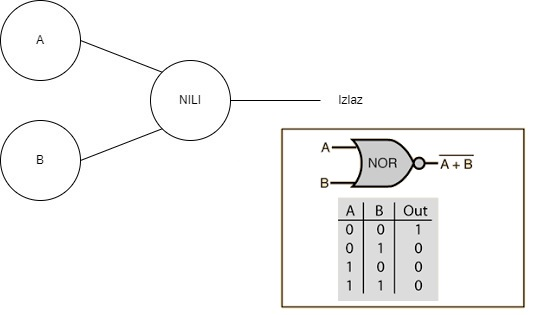 A
NILI
Izlaz
B
A
NOR
A + B
B
A B Out
0 0 1
0 1 0
1 0 0
1 1 0